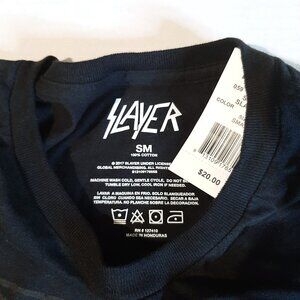 SLAYER
SM
100% COTTON
© 2017 SLAYER UNDER LICENSE
GLOBAL MERCHANDISING. ALL RIGHTS
MACHINE WASH COLD, GENTLE CYCLE. DO NOT
TUMBLE DRY LOW, COOL IRON IF NEEDED.
LAVAR A MAQUINA EN FRIO. SOLO BLANQUEADOR
SIN CLORO CUANDO SEA NECESARIO.
TEMPERATURA. NO PLANCHE SOBRE LA DECORACION.
RN # 127410
MADE IN HONDURAS
COLOR
$20.00